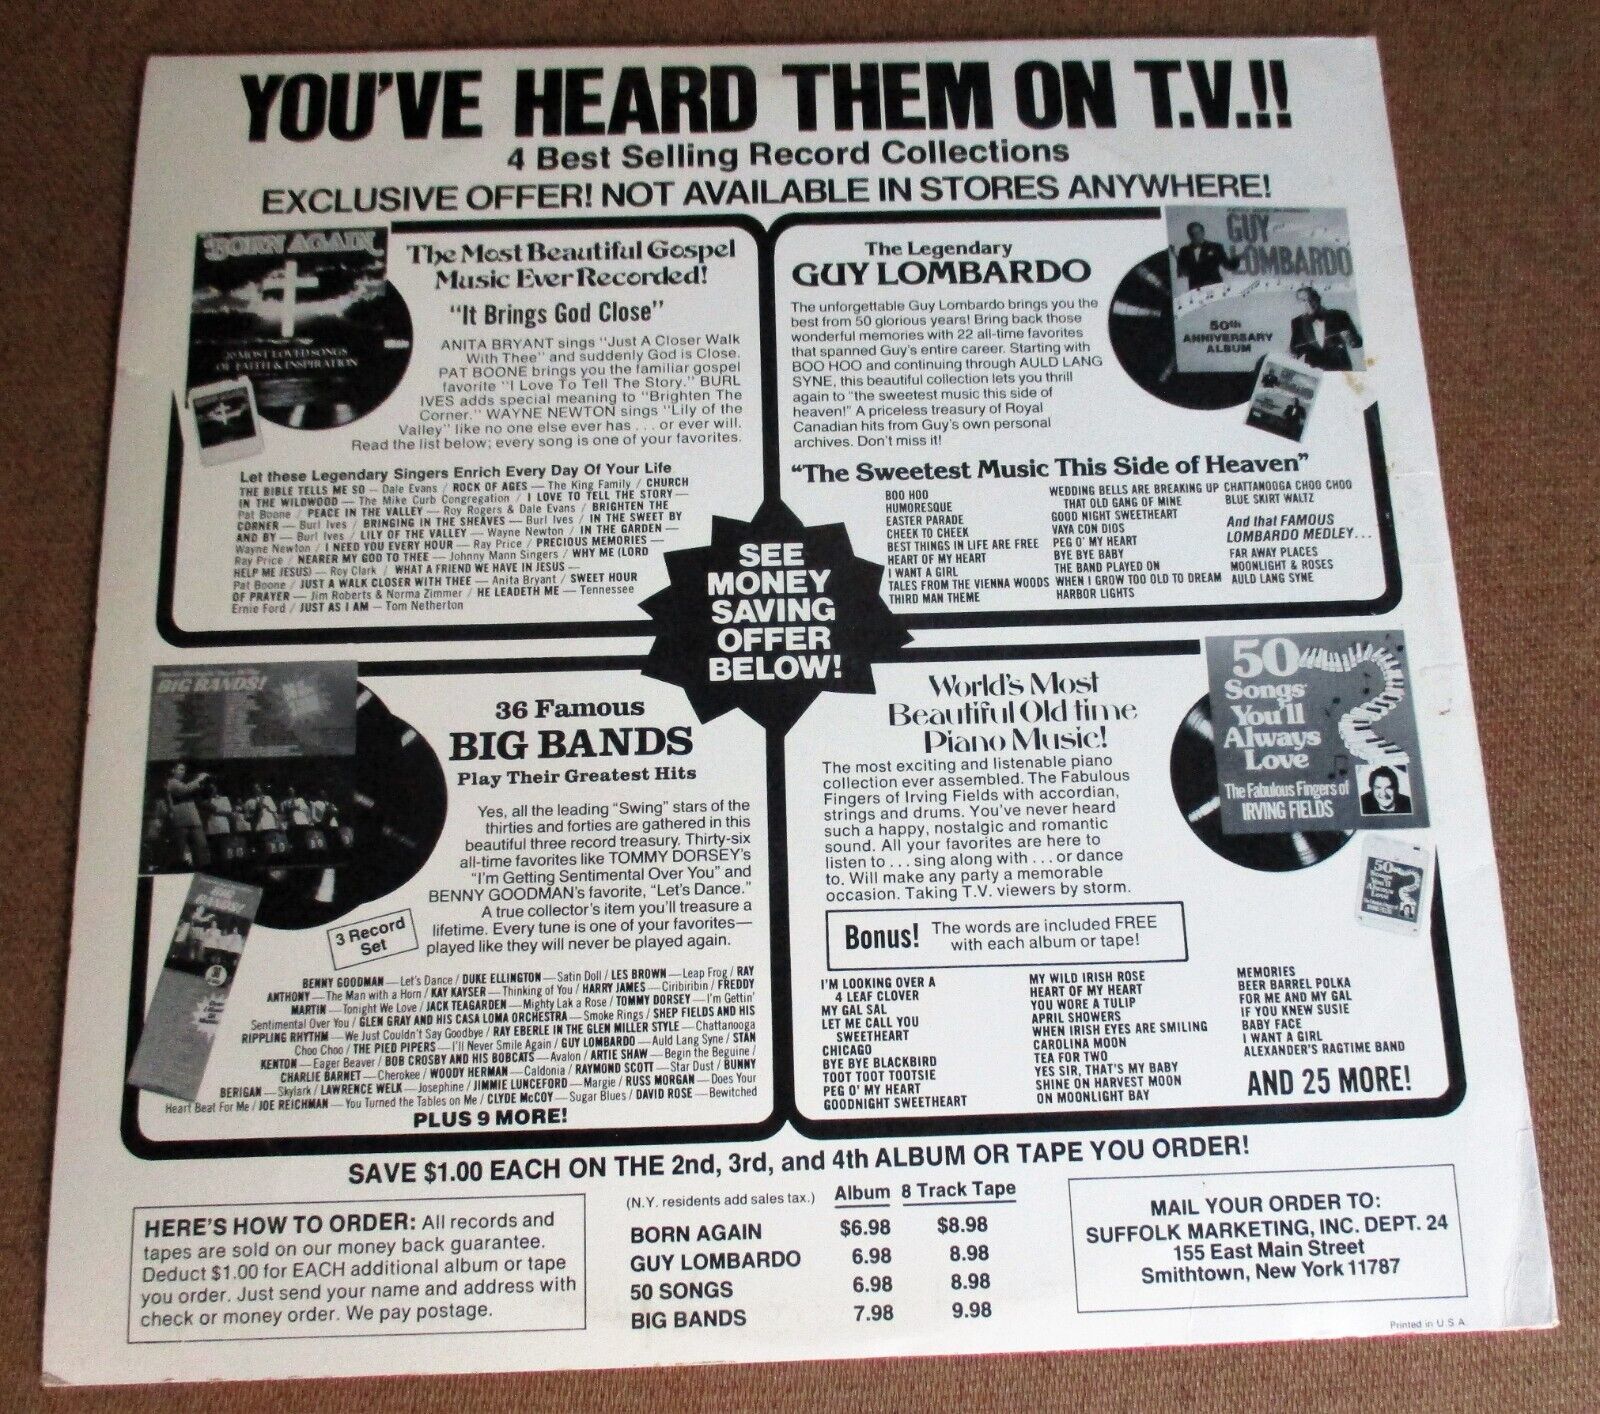 YOU'VE HEARD THEM ON T.V.!!
4 Best Selling Record Collections
EXCLUSIVE OFFER! NOT AVAILABLE IN STORES ANYWHERE!
BORN AGAIN
20 MOST LOVED SONGS
OF FAITH & INSPIRATION
The Most Beautiful Gospel
Music Ever Recorded!
"It Brings God Close"
ANITA BRYANT sings "Just A Closer Walk
With Thee" and suddenly God is Close.
PAT BOONE brings you the familiar gospel
favorite "I Love To Tell The Story." BURL
IVES adds special meaning to "Brighten The
Corner." WAYNE NEWTON sings "Lily of the
Valley" like no one else ever has . . . or ever will.
Read the list below; every song is one of your favorites.
Let these Legendary Singers Enrich Every Day Of Your Life
THE BIBLE TELLS ME SO — Dale Evans / ROCK OF AGES — The King Family / CHURCH
IN THE WILDWOOD — The Mike Curb Congregation / I LOVE TO TELL THE STORY —
Pat Boone / PEACE IN THE VALLEY — Roy Rogers & Dale Evans / BRIGHTEN THE
CORNER — Burl Ives / BRINGING IN THE SHEAVES — Burl Ives / IN THE SWEET BY
AND BY — Burl Ives / LILY OF THE VALLEY — Wayne Newton / IN THE GARDEN —
Wayne Newton / I NEED YOU EVERY HOUR — Ray Price / PRECIOUS MEMORIES —
Ray Price / NEARER MY GOD TO THEE — Johnny Mann Singers / WHY ME (LORD
HELP ME JESUS) — Roy Clark / WHAT A FRIEND WE HAVE IN JESUS —
Pat Boone / JUST A WALK CLOSER WITH THEE — Anita Bryant / SWEET HOUR
OF PRAYER — Jim Roberts & Norma Zimmer / HE LEADETH ME — Tennessee
Ernie Ford / JUST AS I AM — Tom Netherton
The Legendary
GUY LOMBARDO
The unforgettable Guy Lombardo brings you the
best from 50 glorious years! Bring back those
wonderful memories with 22 all-time favorites
that spanned Guy's entire career. Starting with
BOO HOO and continuing through AULD LANG
SYNE, this beautiful collection lets you thrill
again to "the sweetest music this side of
heaven!" A priceless treasury of Royal
Canadian hits from Guy's own personal
archives. Don't miss it!
GUY
LOMBARDO
50th
ANNIVERSARY
ALBUM
"The Sweetest Music This Side of Heaven"
BOO HOO
HUMORESQUE
EASTER PARADE
CHEEK TO CHEEK
BEST THINGS IN LIFE ARE FREE
HEART OF MY HEART
I WANT A GIRL
TALES FROM THE VIENNA WOODS
THIRD MAN THEME
WEDDING BELLS ARE BREAKING UP
THAT OLD GANG OF MINE
GOOD NIGHT SWEETHEART
VAYA CON DIOS
PEG O' MY HEART
BYE BYE BABY
THE BAND PLAYED ON
WHEN I GROW TOO OLD TO DREAM
HARBOR LIGHTS
CHATTANOOGA CHOO CHOO
BLUE SKIRT WALTZ
And that FAMOUS
LOMBARDO MEDLEY...
FAR AWAY PLACES
MOONLIGHT & ROSES
AULD LANG SYNE
SEE
MONEY
SAVING
OFFER
BELOW!
BIG BANDS!
36 Famous
BIG BANDS
Play Their Greatest Hits
Yes, all the leading "Swing" stars of the
thirties and forties are gathered in this
beautiful three record treasury. Thirty-six
all-time favorites like TOMMY DORSEY's
"I'm Getting Sentimental Over You" and
BENNY GOODMAN's favorite, "Let's Dance."
A true collector's item you'll treasure a
lifetime. Every tune is one of your favorites—
played like they will never be played again.
3 Record
Set
BENNY GOODMAN—Let's Dance / DUKE ELLINGTON—Satin Doll / LES BROWN—Leap Frog / RAY
ANTHONY—The Man with a Horn / KAY KAYSER—Thinking of You / HARRY JAMES—Ciribiribin / FREDDY
MARTIN—Tonight We Love / JACK TEAGARDEN—Mighty Lak a Rose / TOMMY DORSEY—I'm Gettin'
Sentimental Over You / GLEN GRAY AND HIS CASA LOMA ORCHESTRA—Smoke Rings / SHEP FIELDS AND HIS
RIPPLING RHYTHM—We Just Couldn't Say Goodbye / RAY EBERLE IN THE GLEN MILLER STYLE—Chattanooga
Choo Choo / THE PIED PIPERS—I'll Never Smile Again / GUY LOMBARDO—Auld Lang Syne / STAN
KENTON—Eager Beaver / BOB CROSBY AND HIS BOBCATS—Avalon / ARTIE SHAW—Begin the Beguine /
CHARLIE BARNET—Cherokee / WOODY HERMAN—Caldonia / RAYMOND SCOTT—Star Dust / BUNNY
BERIGAN—Skylark / LAWRENCE WELK—Josephine / JIMMIE LUNCEFORD—Margie / RUSS MORGAN—Does Your
Heart Beat For Me / JOE REICHMAN—You Turned the Tables on Me / CLYDE McCOY—Sugar Blues / DAVID ROSE—Bewitched
PLUS 9 MORE!
World's Most
Beautiful Old time
Piano Music!
The most exciting and listenable piano
collection ever assembled. The Fabulous
Fingers of Irving Fields with accordian,
strings and drums. You've never heard
such a happy, nostalgic and romantic
sound. All your favorites are here to
listen to . . . sing along with . . . or dance
to. Will make any party a memorable
occasion. Taking T.V. viewers by storm.
50
Songs
You'll
Always
Love
The Fabulous Fingers of
IRVING FIELDS
50
Songs
You'll
Always
Love
Bonus! The words are included FREE
with each album or tape!
I'M LOOKING OVER A
4 LEAF CLOVER
MY GAL SAL
LET ME CALL YOU
SWEETHEART
CHICAGO
BYE BYE BLACKBIRD
TOOT TOOT TOOTSIE
PEG O' MY HEART
GOODNIGHT SWEETHEART
MY WILD IRISH ROSE
HEART OF MY HEART
YOU WORE A TULIP
APRIL SHOWERS
WHEN IRISH EYES ARE SMILING
CAROLINA MOON
TEA FOR TWO
YES SIR, THAT'S MY BABY
SHINE ON HARVEST MOON
ON MOONLIGHT BAY
MEMORIES
BEER BARREL POLKA
FOR ME AND MY GAL
IF YOU KNEW SUSIE
BABY FACE
I WANT A GIRL
ALEXANDER'S RAGTIME BAND
AND 25 MORE!
SAVE $1.00 EACH ON THE 2nd, 3rd, and 4th ALBUM OR TAPE YOU ORDER!
HERE'S HOW TO ORDER: All records and
tapes are sold on our money back guarantee.
Deduct $1.00 for EACH additional album or tape
you order. Just send your name and address with
check or money order. We pay postage.
(N.Y. residents add sales tax.) Album 8 Track Tape
BORN AGAIN $6.98 $8.98
GUY LOMBARDO 6.98 8.98
50 SONGS 6.98 8.98
BIG BANDS 7.98 9.98
MAIL YOUR ORDER TO:
SUFFOLK MARKETING, INC. DEPT. 24
155 East Main Street
Smithtown, New York 11787
Printed in U.S.A.